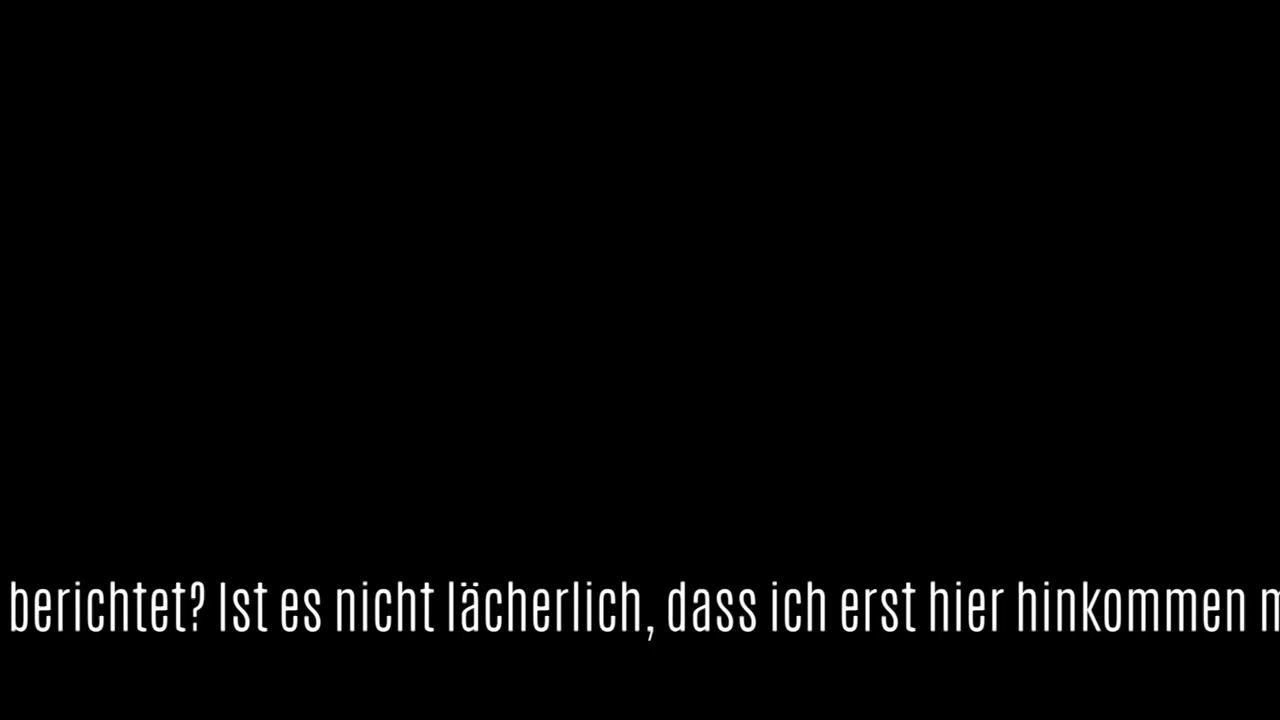 berichtet? Ist es nicht lächerlich, dass ich erst hier hinkommen